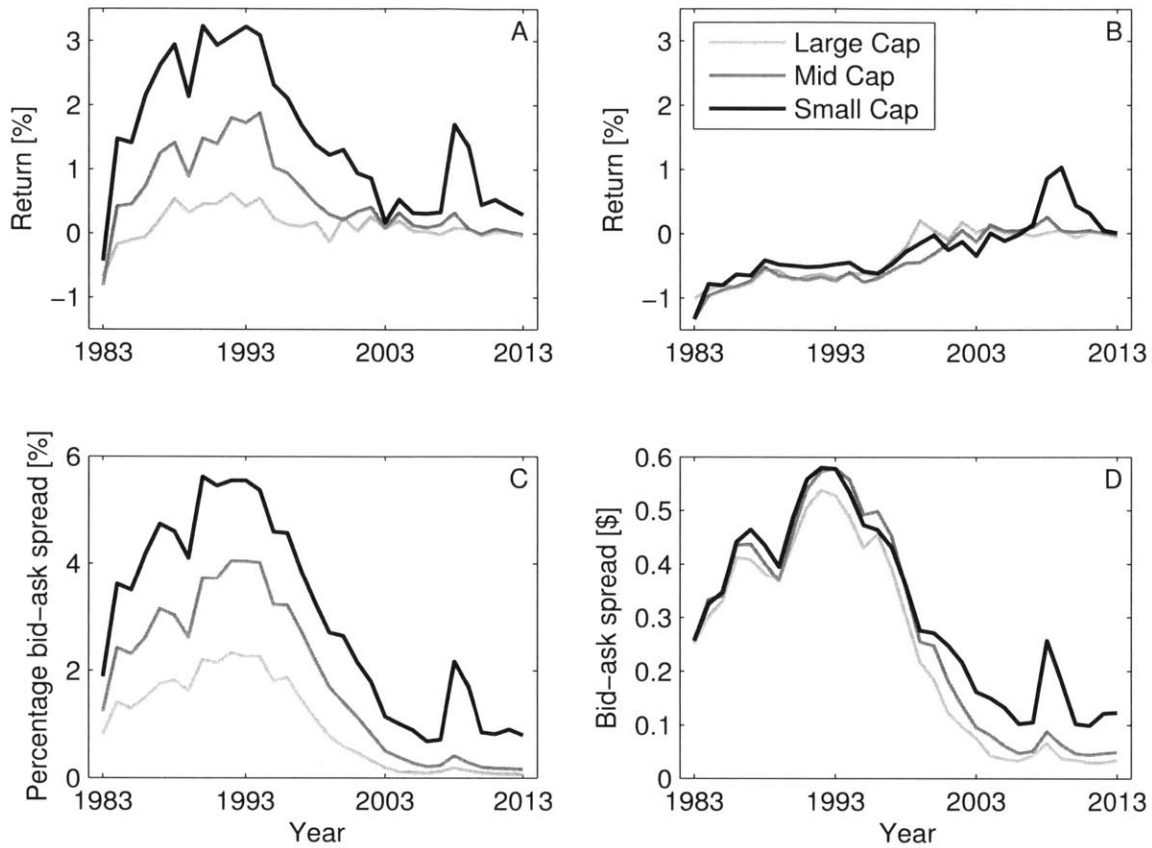 A
Return [%]
3
2
1
0
−1
1983
1993
2003
2013
B
Large Cap
Mid Cap
Small Cap
Return [%]
3
2
1
0
−1
1983
1993
2003
2013
C
Percentage bid−ask spread [%]
6
4
2
0
1983
1993
2003
2013
Year
D
Bid−ask spread [$]
0.6
0.5
0.4
0.3
0.2
0.1
0
1983
1993
2003
2013
Year